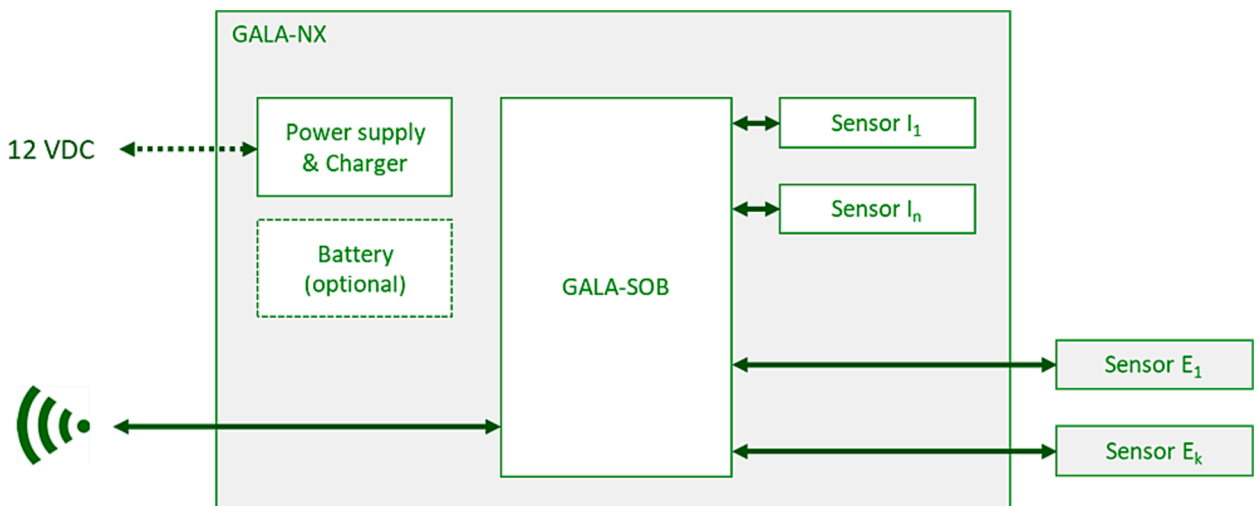 GALA-NX
12 VDC
Power supply
& Charger
Battery
(optional)
GALA-SOB
Sensor I₁
Sensor Iₙ
Sensor E₁
Sensor Eₖ